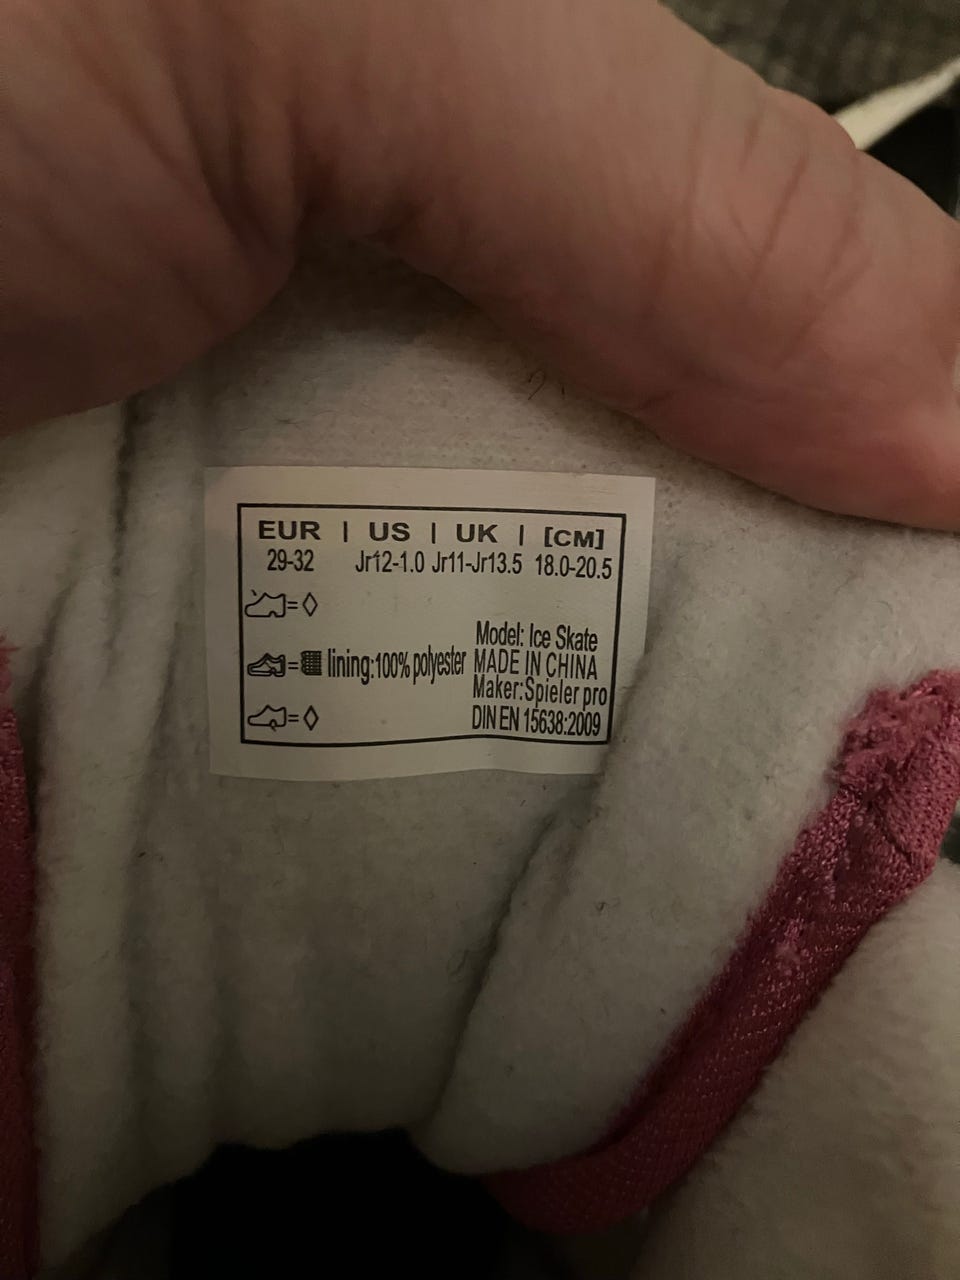 EUR | US | UK | [CM]
29-32 Jr12-1.0 Jr11-Jr13.5 18.0-20.5
Model: Ice Skate
lining:100% polyester MADE IN CHINA
Maker:Spieler pro
DIN EN 15638:2009